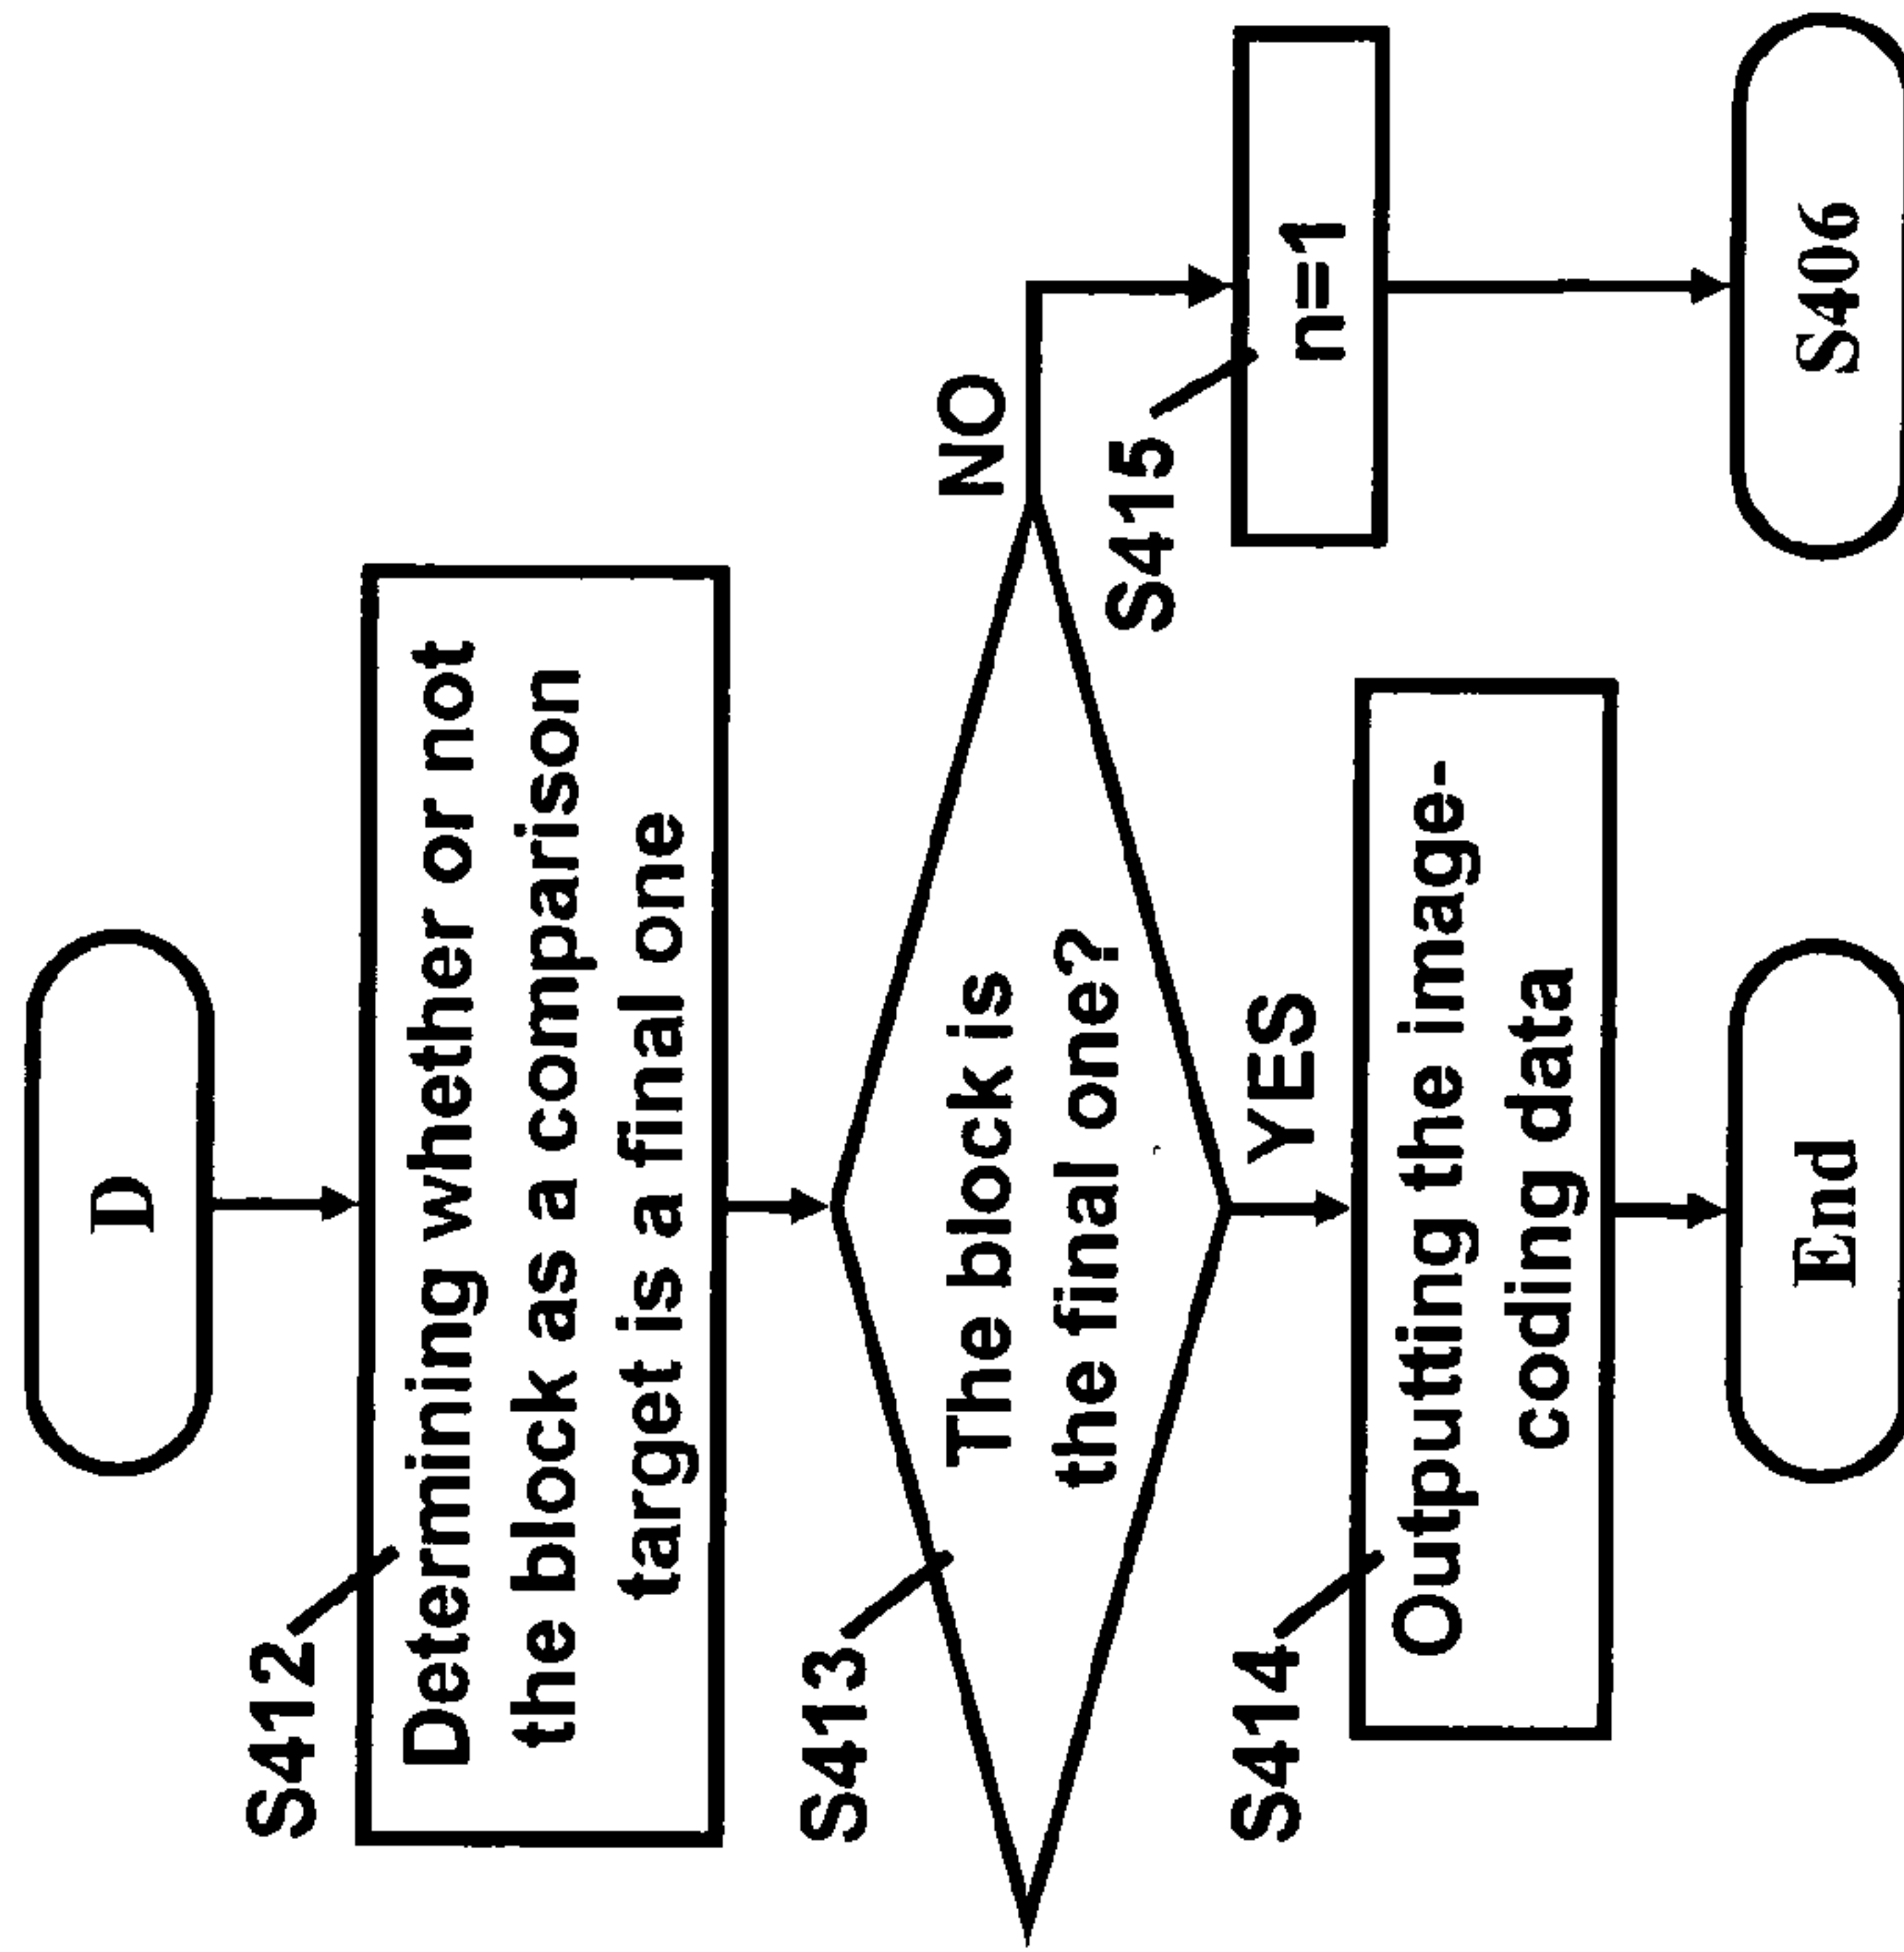 D
S412
Determining whether or not
the block as a comparison
target is a final one
S413
The block is
the final one?
NO
YES
S415
n=1
S414
Outputting the image-
coding data
End
S406